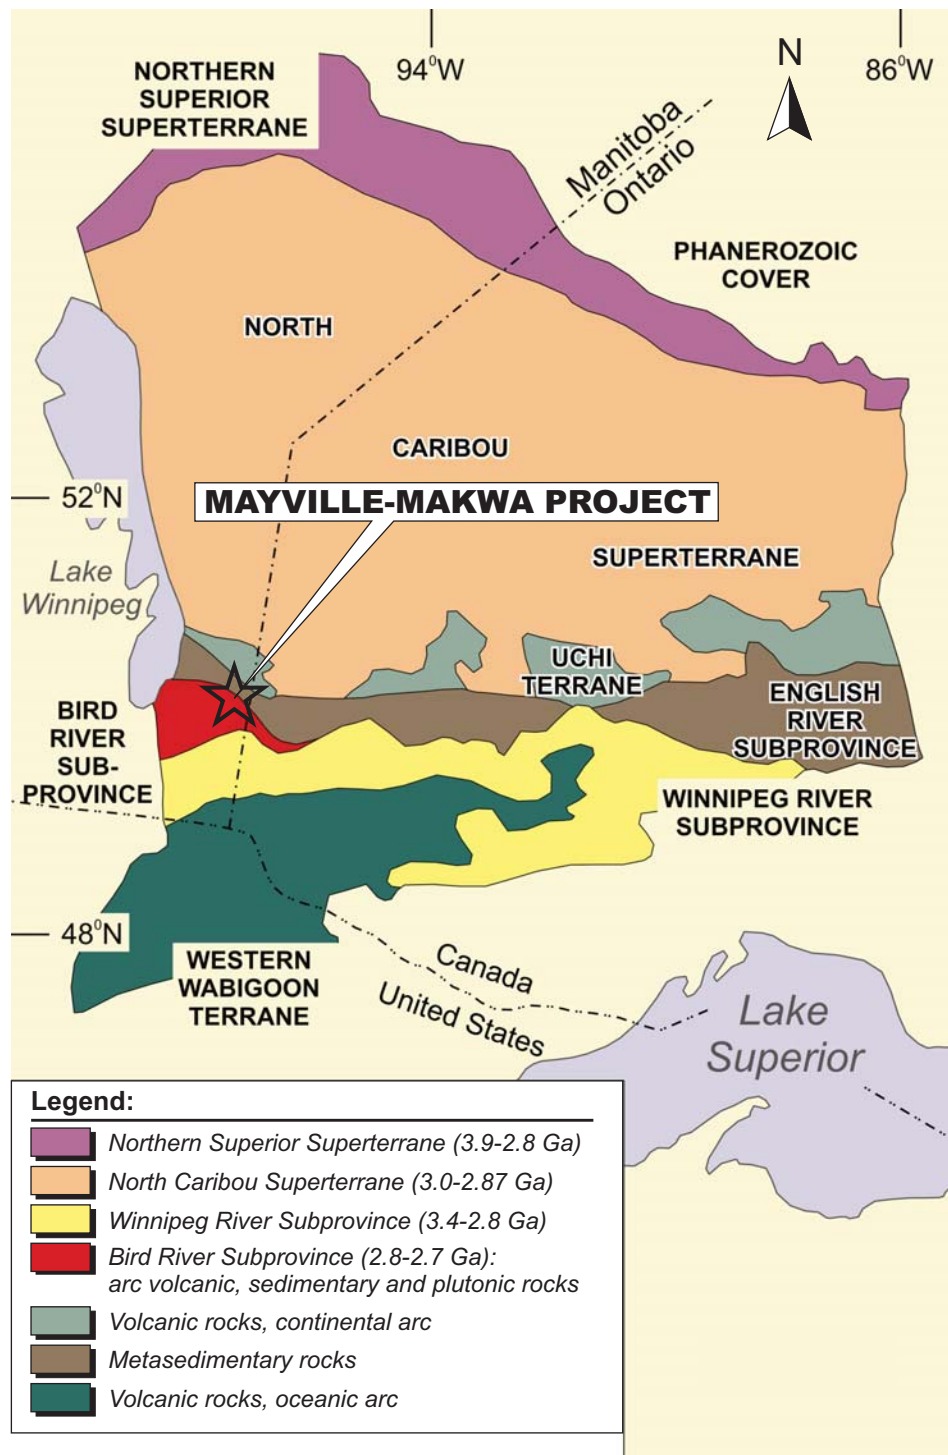 94⁰W
86⁰W
N
NORTHERN
SUPERIOR
SUPERTERRANE
Manitoba
Ontario
PHANEROZOIC
COVER
NORTH
CARIBOU
52⁰N
MAYVILLE-MAKWA PROJECT
SUPERTERRANE
Lake
Winnipeg
UCHI
TERRANE
ENGLISH
RIVER
SUBPROVINCE
BIRD
RIVER
SUB-
PROVINCE
WINNIPEG RIVER
SUBPROVINCE
48⁰N
WESTERN
WABIGOON
TERRANE
Canada
United States
Lake
Superior
Legend:
Northern Superior Superterrane (3.9-2.8 Ga)
North Caribou Superterrane (3.0-2.87 Ga)
Winnipeg River Subprovince (3.4-2.8 Ga)
Bird River Subprovince (2.8-2.7 Ga):
arc volcanic, sedimentary and plutonic rocks
Volcanic rocks, continental arc
Metasedimentary rocks
Volcanic rocks, oceanic arc